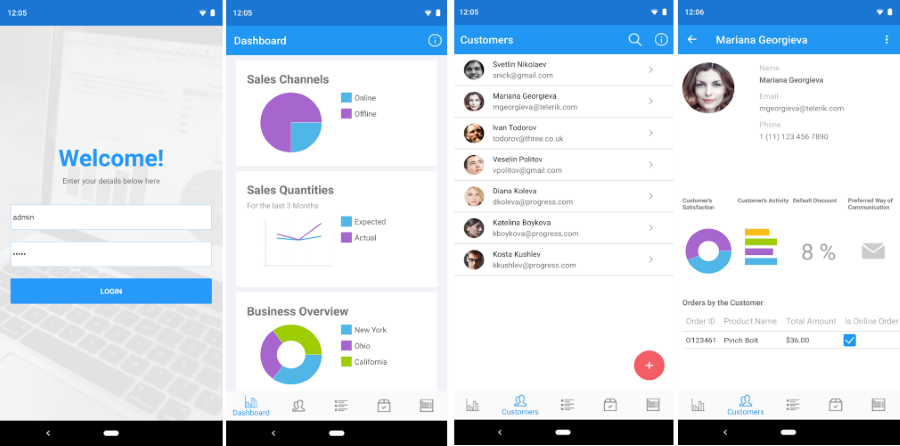 12:05
Welcome!
Enter your details below here
admin
•••••
LOGIN
12:05
Dashboard
Sales Channels
Online
Offline
Sales Quantities
For the last 3 Months
Expected
Actual
Business Overview
New York
Ohio
California
Dashboard
12:05
Customers
Svetlin Nikolaev
snick@gmail.com
Mariana Georgieva
mgeorgieva@telerik.com
Ivan Todorov
todorov@three.co.uk
Veselin Politov
vpolitov@gmail.com
Diana Koleva
dkoleva@progress.com
Katelina Boykova
kboykova@progress.com
Kosta Kushlev
kkushlev@progress.com
+
Customers
12:06
Mariana Georgieva
Name
Mariana Georgieva
Email
mgeorgieva@telerik.com
Phone
1 (11) 123 456 7890
Customer's
Satisfaction
Customer's Activity
Default Discount
Preferred Way of
Communication
8 %
Orders by the Customer
Order ID Product Name Total Amount Is Online Order
O123461 Pinch Bolt $36.00
Customers